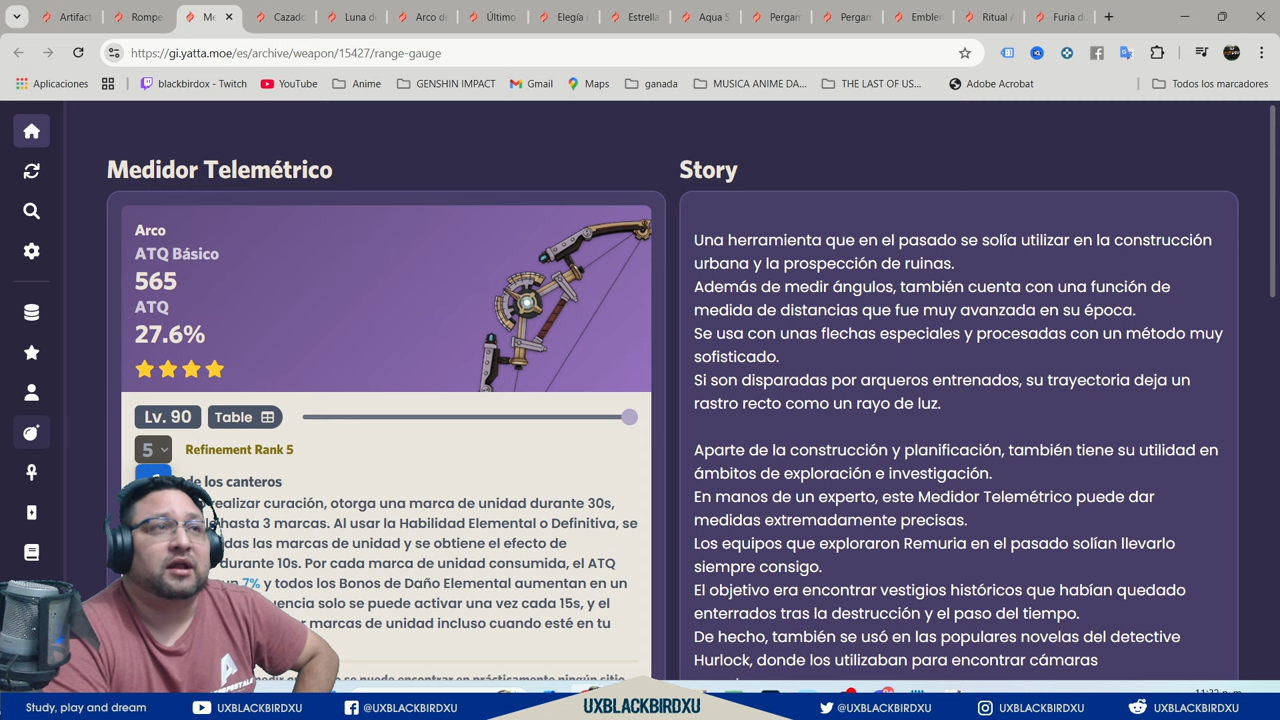 Artifact
Rompe
Me
Cazado
Luna d
Arco de
Último
Elegía
Estrella
Aqua S
Pergan
Pergan
Emblen
Ritual A
Furia d
https://gi.yatta.moe/es/archive/weapon/15427/range-gauge
Aplicaciones
blackbirdox - Twitch
YouTube
Anime
GENSHIN IMPACT
Gmail
Maps
ganada
MUSICA ANIME DA...
THE LAST OF US...
Adobe Acrobat
Todos los marcadores
Medidor Telemétrico
Arco
ATQ Básico
565
ATQ
27.6%
Lv. 90 Table
5 Refinement Rank 5
de los canteros
realizar curación, otorga una marca de unidad durante 30s,
hasta 3 marcas. Al usar la Habilidad Elemental o Definitiva, se
das las marcas de unidad y se obtiene el efecto de
durante 10s. Por cada marca de unidad consumida, el ATQ
un 7% y todos los Bonos de Daño Elemental aumentan en un
encia solo se puede activar una vez cada 15s, y el
r marcas de unidad incluso cuando esté en tu
Story
Una herramienta que en el pasado se solía utilizar en la construcción
urbana y la prospección de ruinas.
Además de medir ángulos, también cuenta con una función de
medida de distancias que fue muy avanzada en su época.
Se usa con unas flechas especiales y procesadas con un método muy
sofisticado.
Si son disparadas por arqueros entrenados, su trayectoria deja un
rastro recto como un rayo de luz.
Aparte de la construcción y planificación, también tiene su utilidad en
ámbitos de exploración e investigación.
En manos de un experto, este Medidor Telemétrico puede dar
medidas extremadamente precisas.
Los equipos que exploraron Remuria en el pasado solían llevarlo
siempre consigo.
El objetivo era encontrar vestigios históricos que habían quedado
enterrados tras la destrucción y el paso del tiempo.
De hecho, también se usó en las populares novelas del detective
Hurlock, donde los utilizaban para encontrar cámaras
Study, play and dream
UXBLACKBIRDXU
@UXBLACKBIRDXU
UXBLACKBIRDXU
@UXBLACKBIRDXU
UXBLACKBIRDXU
@UXBLACKBIRDXU